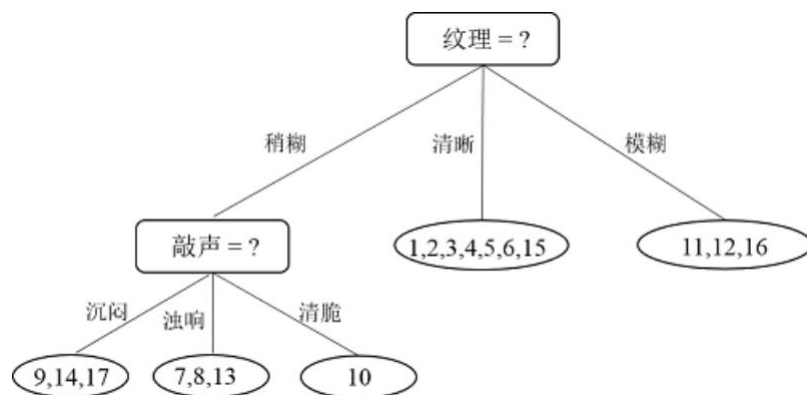 纹理 = ?
稍糊 清晰 模糊
敲声 = ?
1,2,3,4,5,6,15
11,12,16
沉闷 浊响 清脆
9,14,17
7,8,13
10